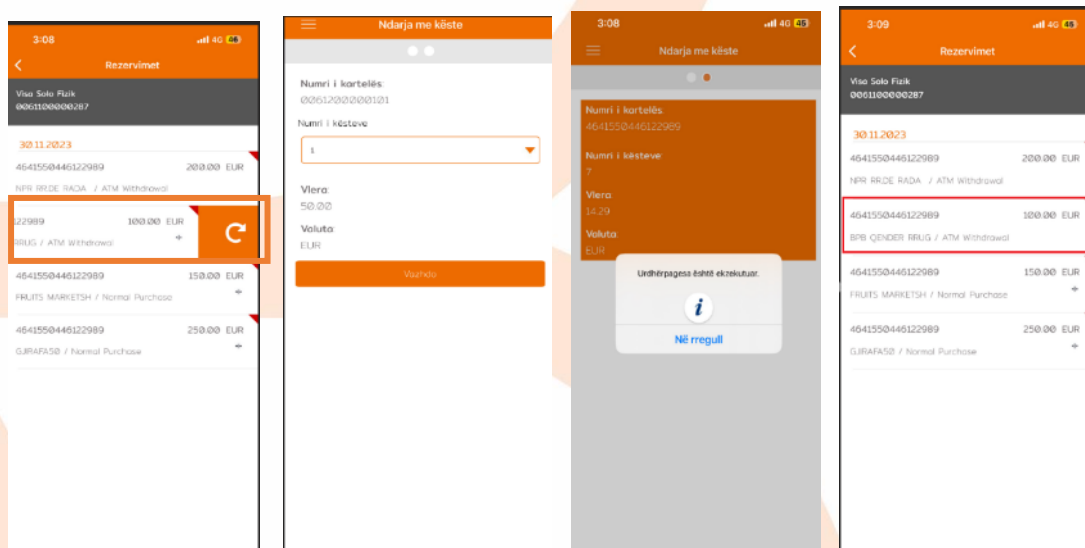 3:08
4G 46
Rezervimet
Visa Solo Fizik
0061100000287
30.11.2023
4641550446122989 200.00 EUR
NPR RR.DE RADA / ATM Withdrawal
122989 100.00 EUR
RRUG / ATM Withdrawal
4641550446122989 150.00 EUR
FRUITS MARKETSH / Normal Purchase
4641550446122989 250.00 EUR
GJIRAFA50 / Normal Purchase
Ndarja me këste
Numri i kartelës:
0061200000101
Numri i kësteve
Vlera:
50.00
Valuta:
EUR
Vazhdo
3:08
4G 45
Ndarja me këste
Numri i kartelës:
4641550446122989
Numri i kësteve:
7
Vlera:
14.29
Valuta:
EUR
Urdhërpagesa është ekzekutuar.
i
Në rregull
3:09
4G 45
Rezervimet
Visa Solo Fizik
0061100000287
30.11.2023
4641550446122989 200.00 EUR
NPR RR.DE RADA / ATM Withdrawal
4641550446122989 100.00 EUR
BPB QENDER RRUG / ATM Withdrawal
4641550446122989 150.00 EUR
FRUITS MARKETSH / Normal Purchase
4641550446122989 250.00 EUR
GJIRAFA50 / Normal Purchase